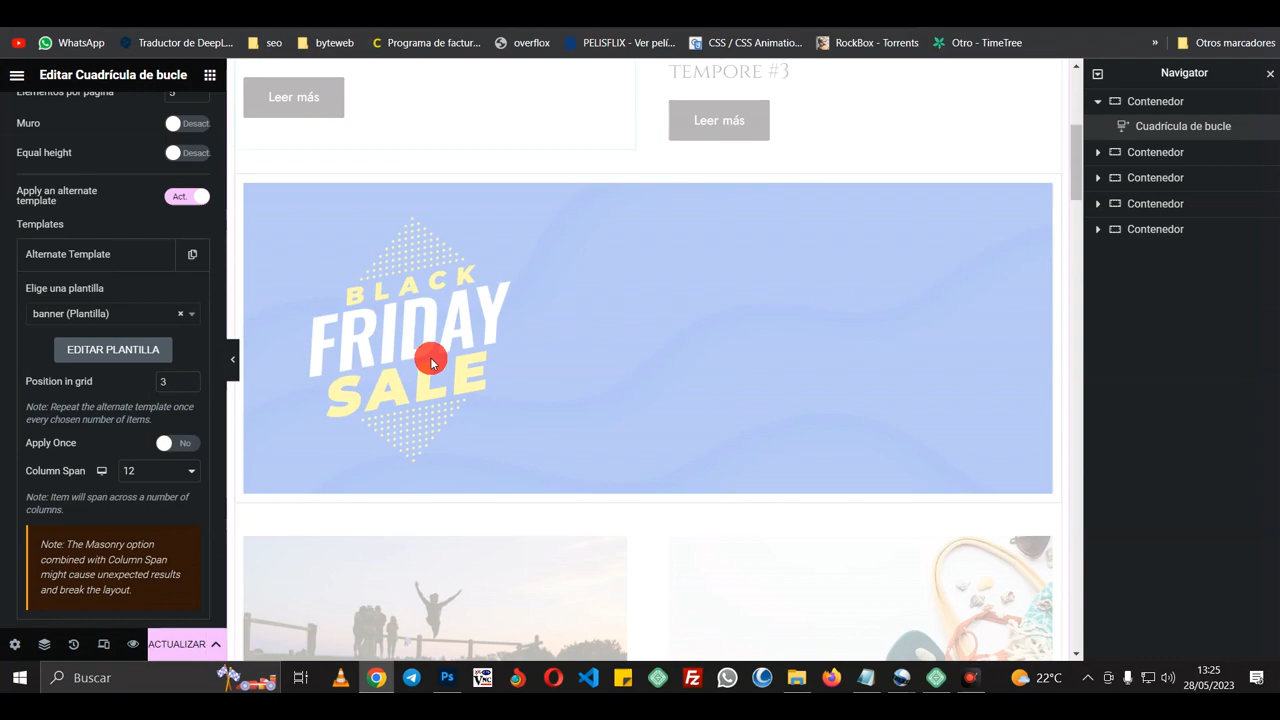 WhatsApp
Traductor de DeepL...
seo
byteweb
Programa de factur...
overflox
PELISFLIX - Ver pelí...
CSS / CSS Animatio...
RockBox - Torrents
Otro - TimeTree
»
Otros marcadores
Editar Cuadrícula de bucle
Elementos por página
5
Muro
Desact.
Equal height
Desact.
Apply an alternate
template
Act.
Templates
Alternate Template
Elige una plantilla
banner (Plantilla)
×
EDITAR PLANTILLA
Position in grid
3
Note: Repeat the alternate template once
every chosen number of items.
Apply Once
No
Column Span
12
Note: Item will span across a number of
columns.
Note: The Masonry option
combined with Column Span
might cause unexpected results
and break the layout.
ACTUALIZAR
Leer más
TEMPORE #3
Leer más
BLACK
FRIDAY
SALE
Navigator
Contenedor
Cuadrícula de bucle
Contenedor
Contenedor
Contenedor
Contenedor
Buscar
22°C
13:25
28/05/2023